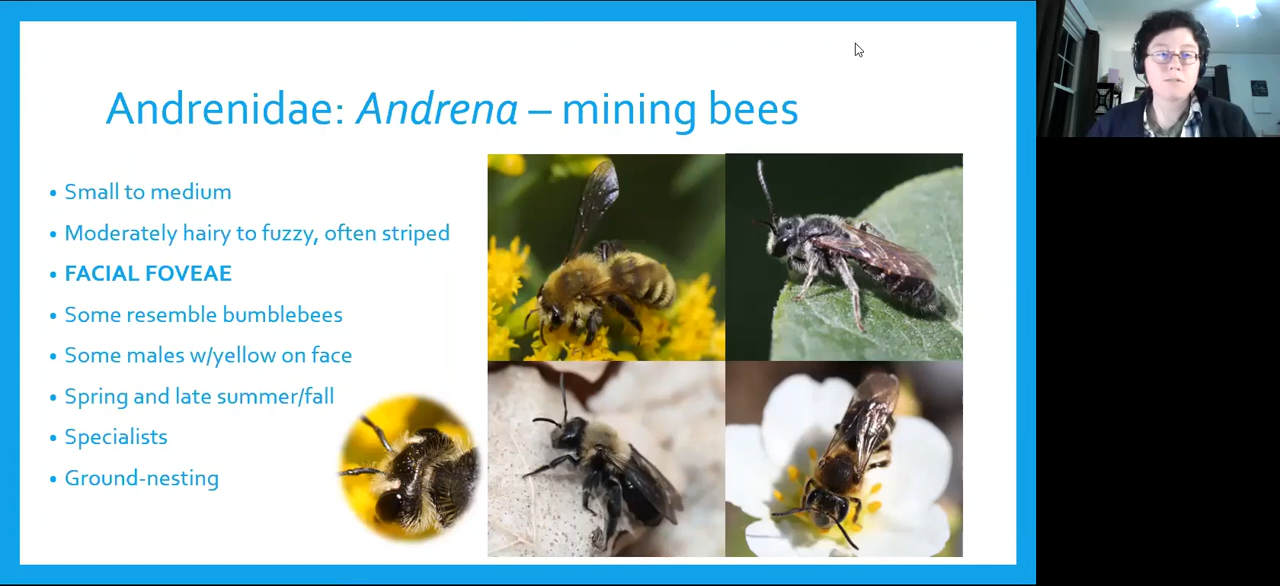 Andrenidae: Andrena – mining bees
• Small to medium
• Moderately hairy to fuzzy, often striped
• FACIAL FOVEAE
• Some resemble bumblebees
• Some males w/yellow on face
• Spring and late summer/fall
• Specialists
• Ground-nesting